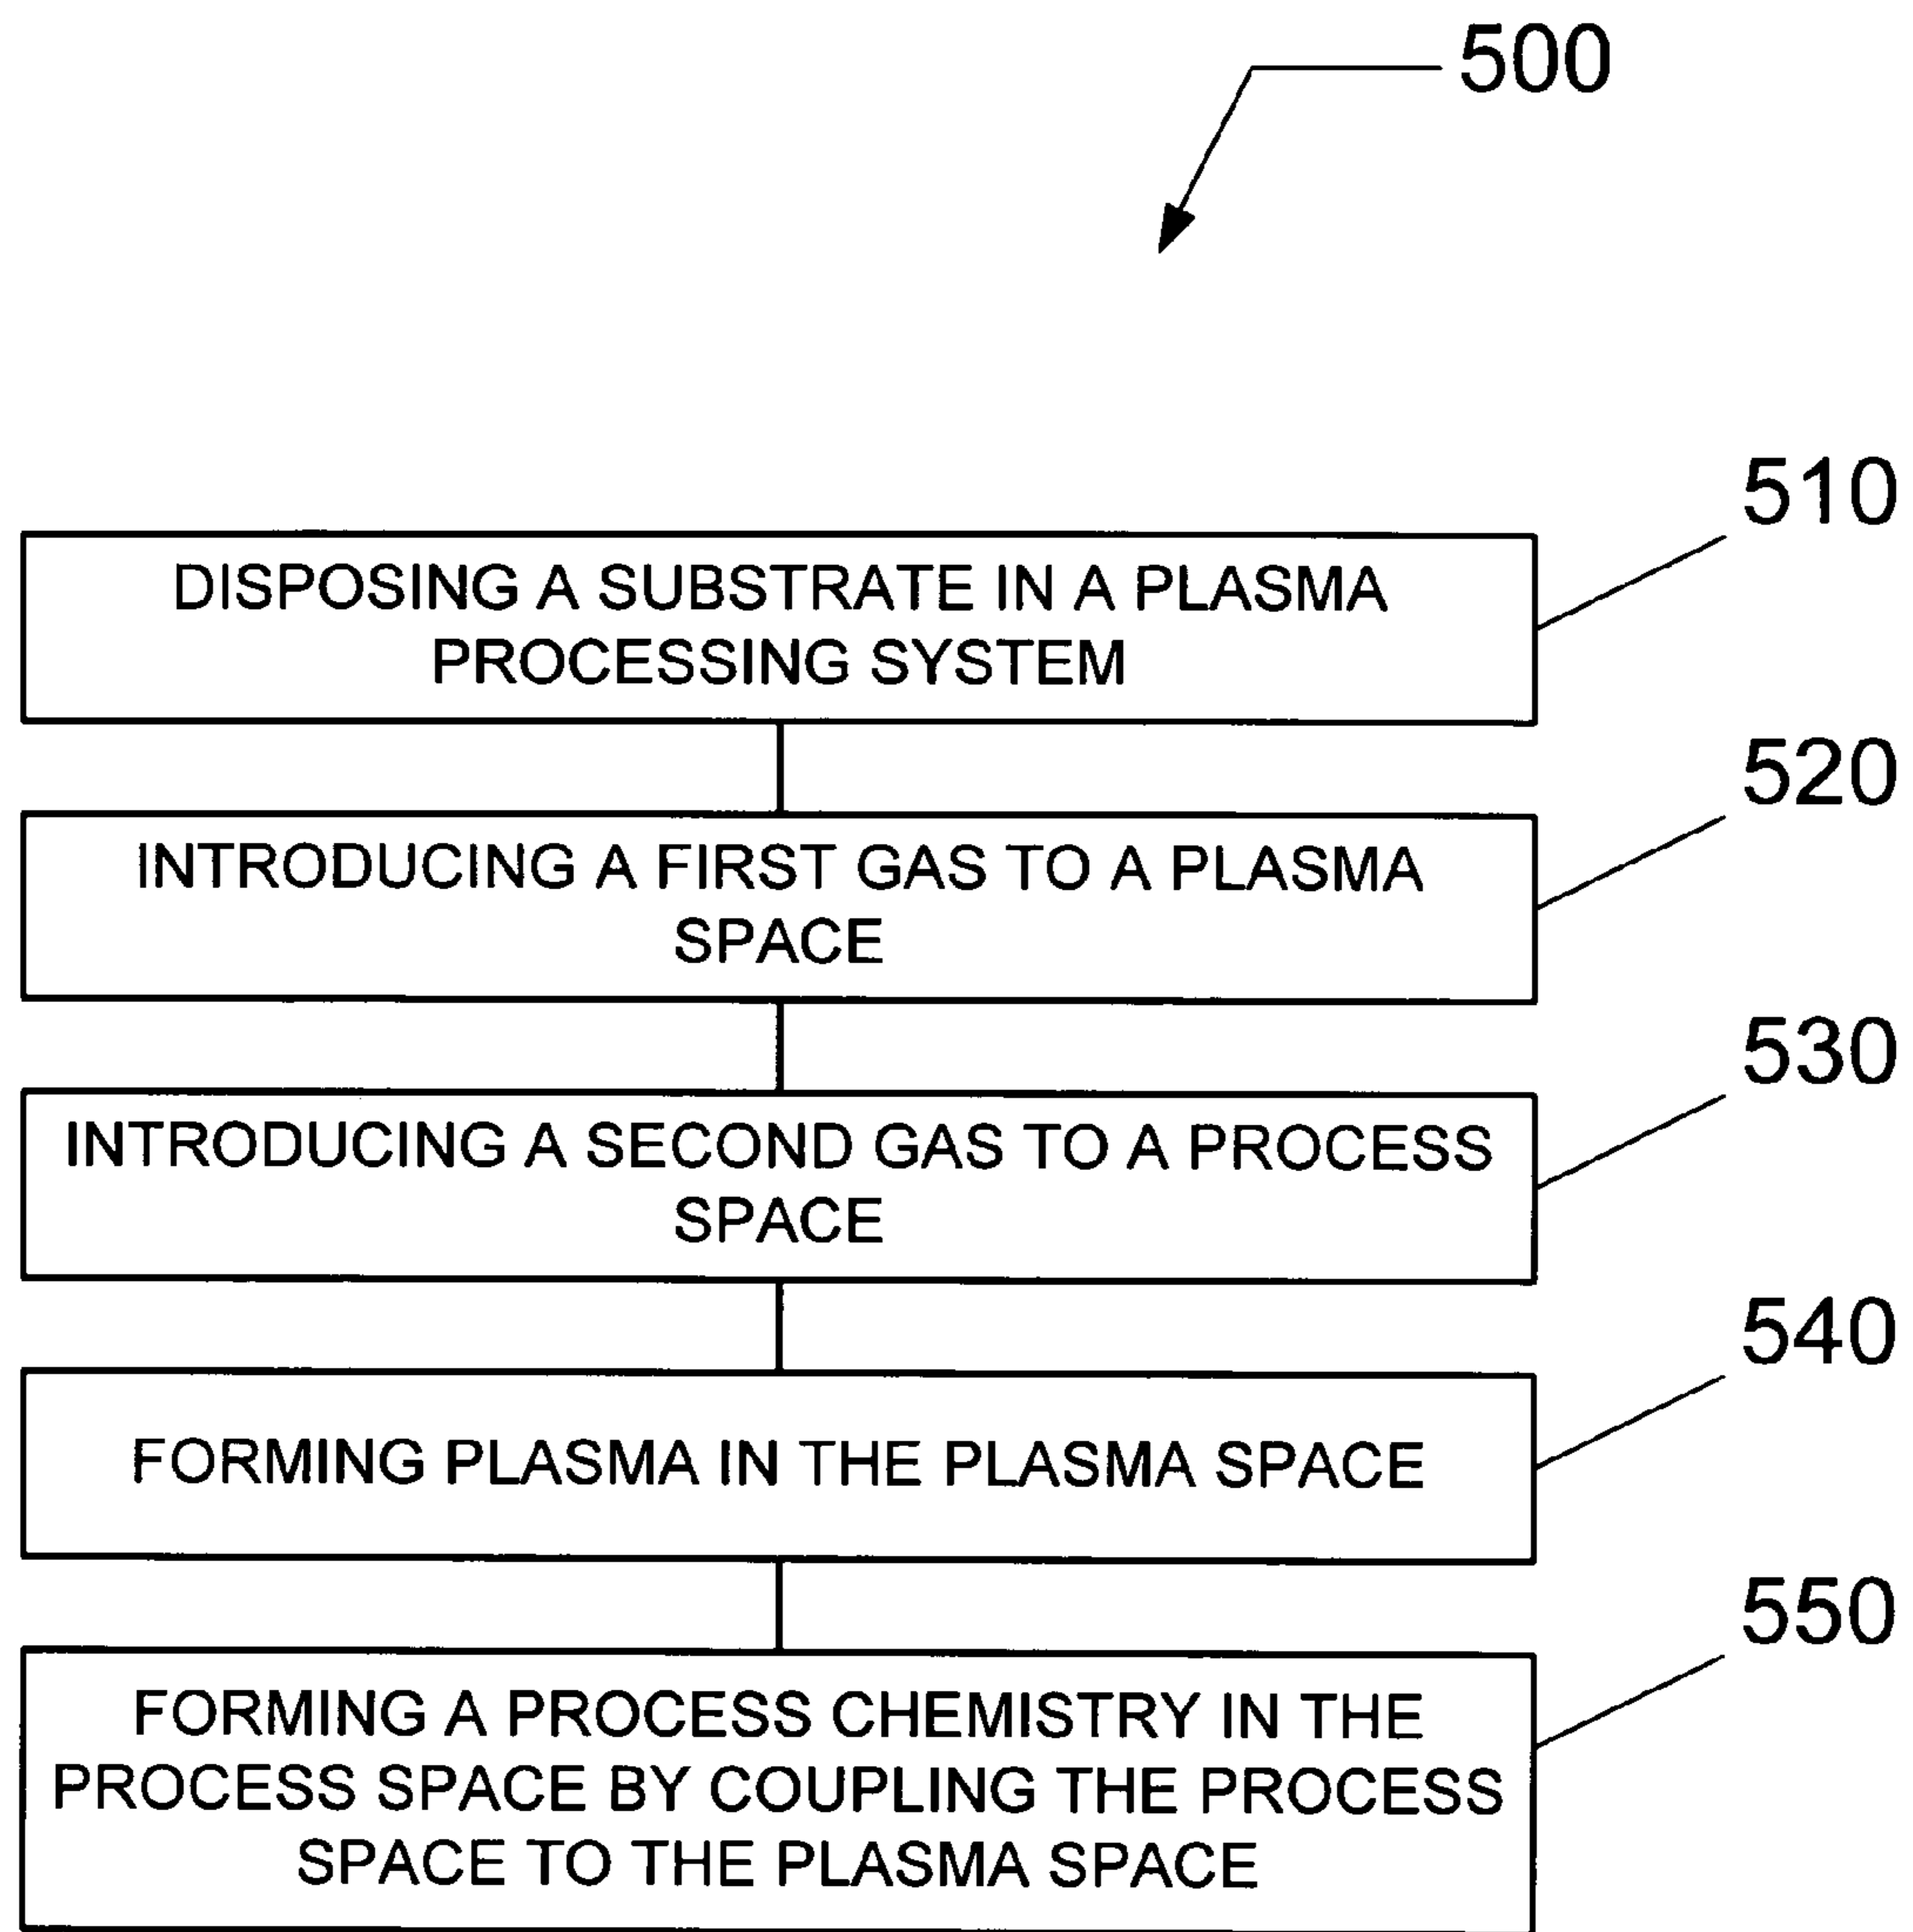 500
510
DISPOSING A SUBSTRATE IN A PLASMA
PROCESSING SYSTEM
520
INTRODUCING A FIRST GAS TO A PLASMA
SPACE
530
INTRODUCING A SECOND GAS TO A PROCESS
SPACE
540
FORMING PLASMA IN THE PLASMA SPACE
550
FORMING A PROCESS CHEMISTRY IN THE
PROCESS SPACE BY COUPLING THE PROCESS
SPACE TO THE PLASMA SPACE